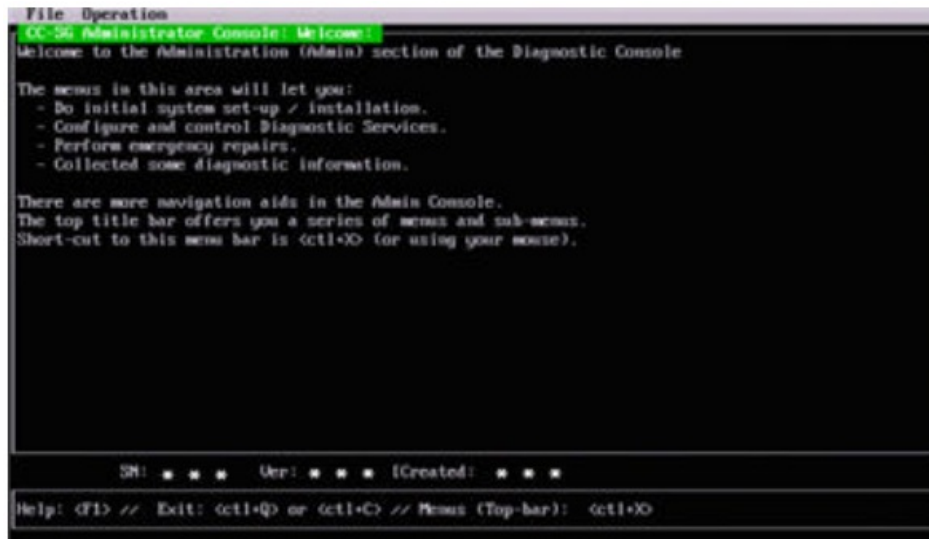 File Operation
CC-SG Administrator Console: Welcome:
Welcome to the Administration (Admin) section of the Diagnostic Console
The menus in this area will let you:
- Do initial system set-up / installation.
- Configure and control Diagnostic Services.
- Perform emergency repairs.
- Collected some diagnostic information.
There are more navigation aids in the Admin Console.
The top title bar offers you a series of menus and sub-menus.
Short-cut to this menu bar is <ctl+X> (or using your mouse).
SN: * * * Ver: * * * [Created: * * *
Help: <F1> // Exit: <ctl+Q> or <ctl+C> // Menus (Top-bar): <ctl+X>